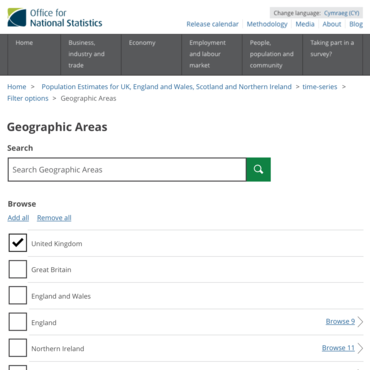 Office for
National Statistics
Change language: Cymraeg (CY)
Release calendar | Methodology | Media | About | Blog
Home
Business,
industry and
trade
Economy
Employment
and labour
market
People,
population and
community
Taking part in a
survey?
Home > Population Estimates for UK, England and Wales, Scotland and Northern Ireland > time-series >
Filter options > Geographic Areas
Geographic Areas
Search
Search Geographic Areas
Browse
Add all Remove all
United Kingdom
Great Britain
England and Wales
England Browse 9
Northern Ireland Browse 11